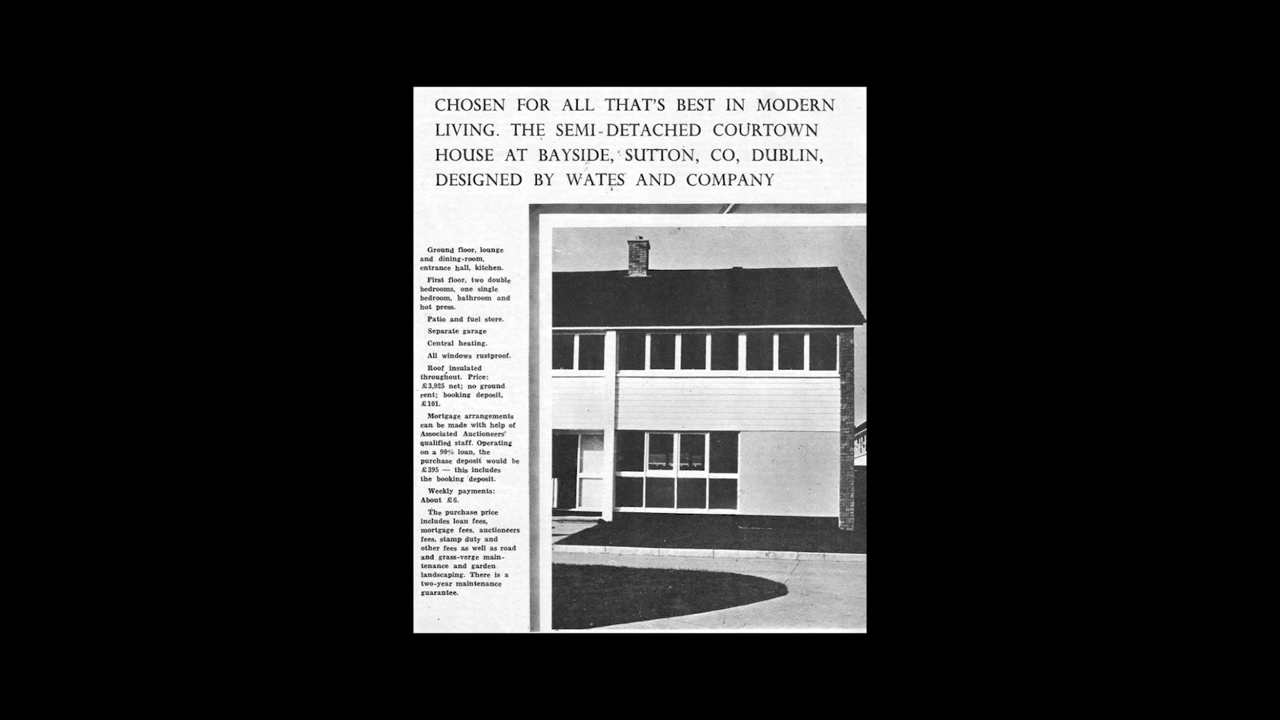 CHOSEN FOR ALL THAT'S BEST IN MODERN
LIVING. THE SEMI-DETACHED COURTOWN
HOUSE AT BAYSIDE, SUTTON, CO, DUBLIN,
DESIGNED BY WATES AND COMPANY
Ground floor, lounge
and dining-room,
entrance hall, kitchen.
First floor, two double
bedrooms, one single
bedroom, bathroom and
hot press.
Patio and fuel store.
Separate garage
Central heating.
All windows rustproof.
Roof insulated
throughout. Price:
£3,925 net; no ground
rent; booking deposit,
£101.
Mortgage arrangements
can be made with help of
Associated Auctioneers'
qualified staff. Operating
on a 90% loan, the
purchase deposit would be
£395 — this includes
the booking deposit.
Weekly payments:
About £6.
The purchase price
includes loan fees,
mortgage fees, auctioneers
fees, stamp duty and
other fees as well as road
and grass-verge main-
tenance and garden
landscaping. There is a
two-year maintenance
guarantee.